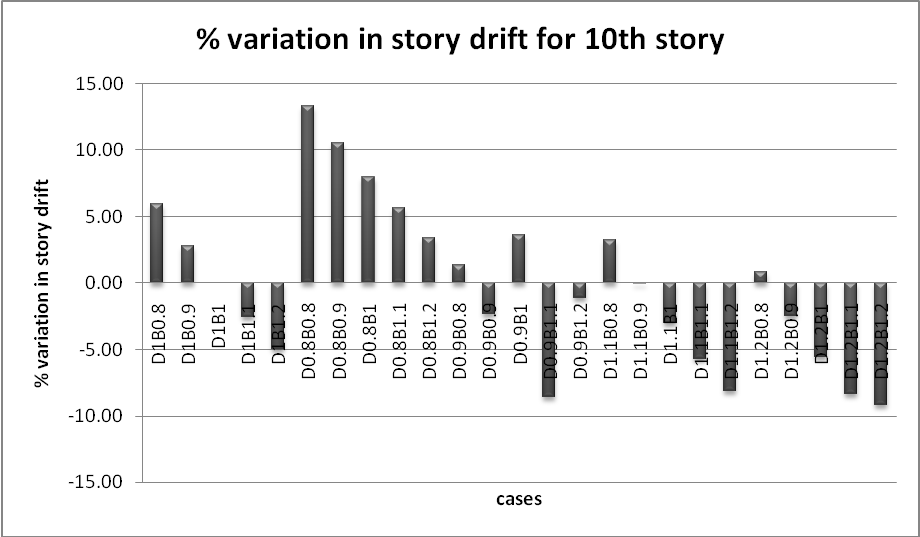 % variation in story drift for 10th story
% variation in story drift
15.00
10.00
5.00
0.00
-5.00
-10.00
-15.00
D1B0.8
D1B0.9
D1B1
D1B1.1
D1B1.2
D0.8B0.8
D0.8B0.9
D0.8B1
D0.8B1.1
D0.8B1.2
D0.9B0.8
D0.9B0.9
D0.9B1
D0.9B1.1
D0.9B1.2
D1.1B0.8
D1.1B0.9
D1.1B1
D1.1B1.1
D1.1B1.2
D1.2B0.8
D1.2B0.9
D1.2B1
D1.2B1.1
D1.2B1.2
cases